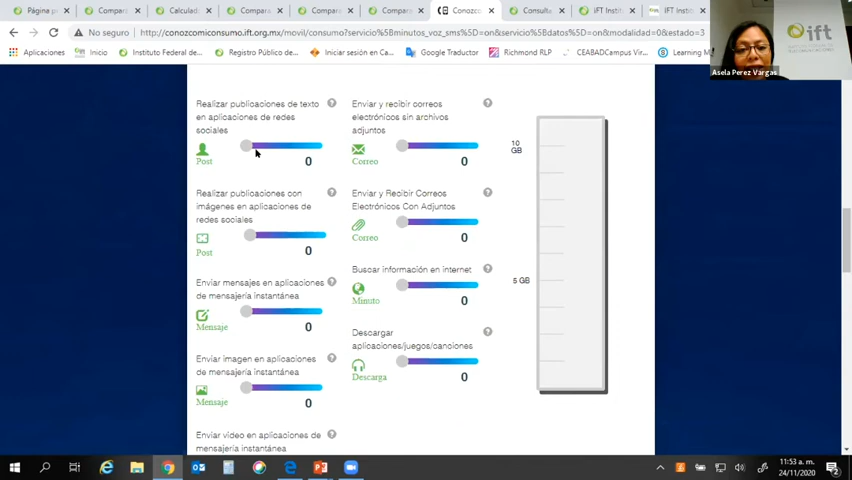 Página p
Compara
Calculad
Compara
Compara
Compara
Conozco
Consulta
IFT Instit
IFT Insti
No seguro
http://conozcomiconsumo.ift.org.mx/movil/consumo?servicio%5Bminutos_voz_sms%5D=on&servicio%5Bdatos%5D=on&modalidad=0&estado=3
Aplicaciones
Inicio
Instituto Federal de...
Registro Público de...
Iniciar sesión en Ca...
Google Traductor
Richmond RLP
CEABADCampus Vir...
Learning M
ift
Asela Perez Vargas
Realizar publicaciones de texto
en aplicaciones de redes
sociales
Post
0
Realizar publicaciones con
imágenes en aplicaciones de
redes sociales
Post
0
Enviar mensajes en aplicaciones
de mensajería instantánea
Mensaje
0
Enviar imagen en aplicaciones
de mensajería instantánea
Mensaje
0
Enviar video en aplicaciones de
mensajería instantánea
Enviar y recibir correos
electrónicos sin archivos
adjuntos
Correo
0
Enviar y Recibir Correos
Electrónicos Con Adjuntos
Correo
0
Buscar información en internet
Minuto
0
Descargar
aplicaciones/juegos/canciones
Descarga
0
10
GB
5 GB
11:53 a. m.
24/11/2020
2